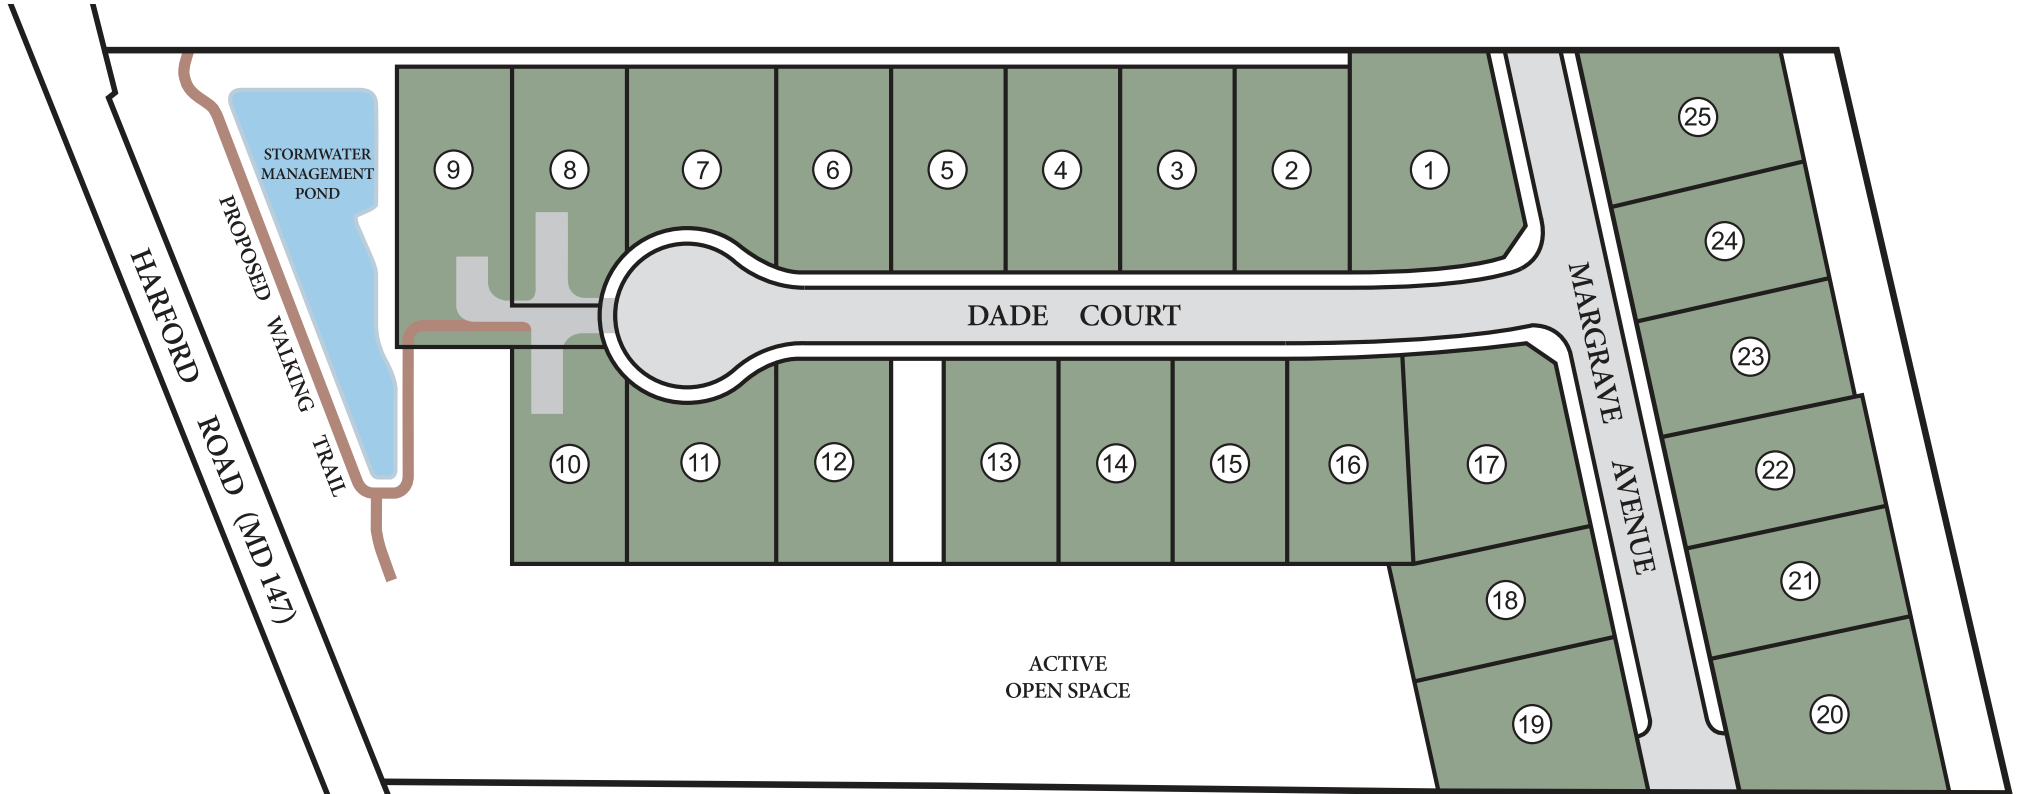 STORMWATER
MANAGEMENT
POND
PROPOSED WALKING TRAIL
HARFORD ROAD (MD 147)
9
8
7
6
5
4
3
2
1
25
24
23
22
21
20
DADE COURT
MARGRAVE AVENUE
10
11
12
13
14
15
16
17
18
19
ACTIVE
OPEN SPACE